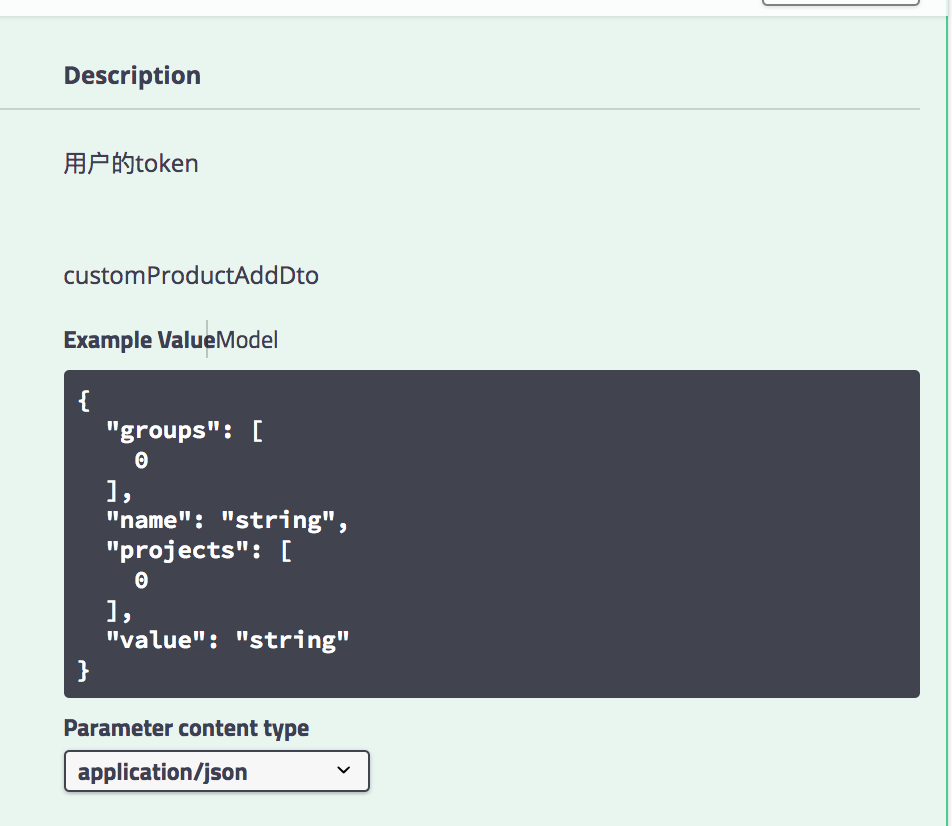 Description
用户的token
customProductAddDto
Example Value Model
{
"groups": [
0
],
"name": "string",
"projects": [
0
],
"value": "string"
}
Parameter content type
application/json